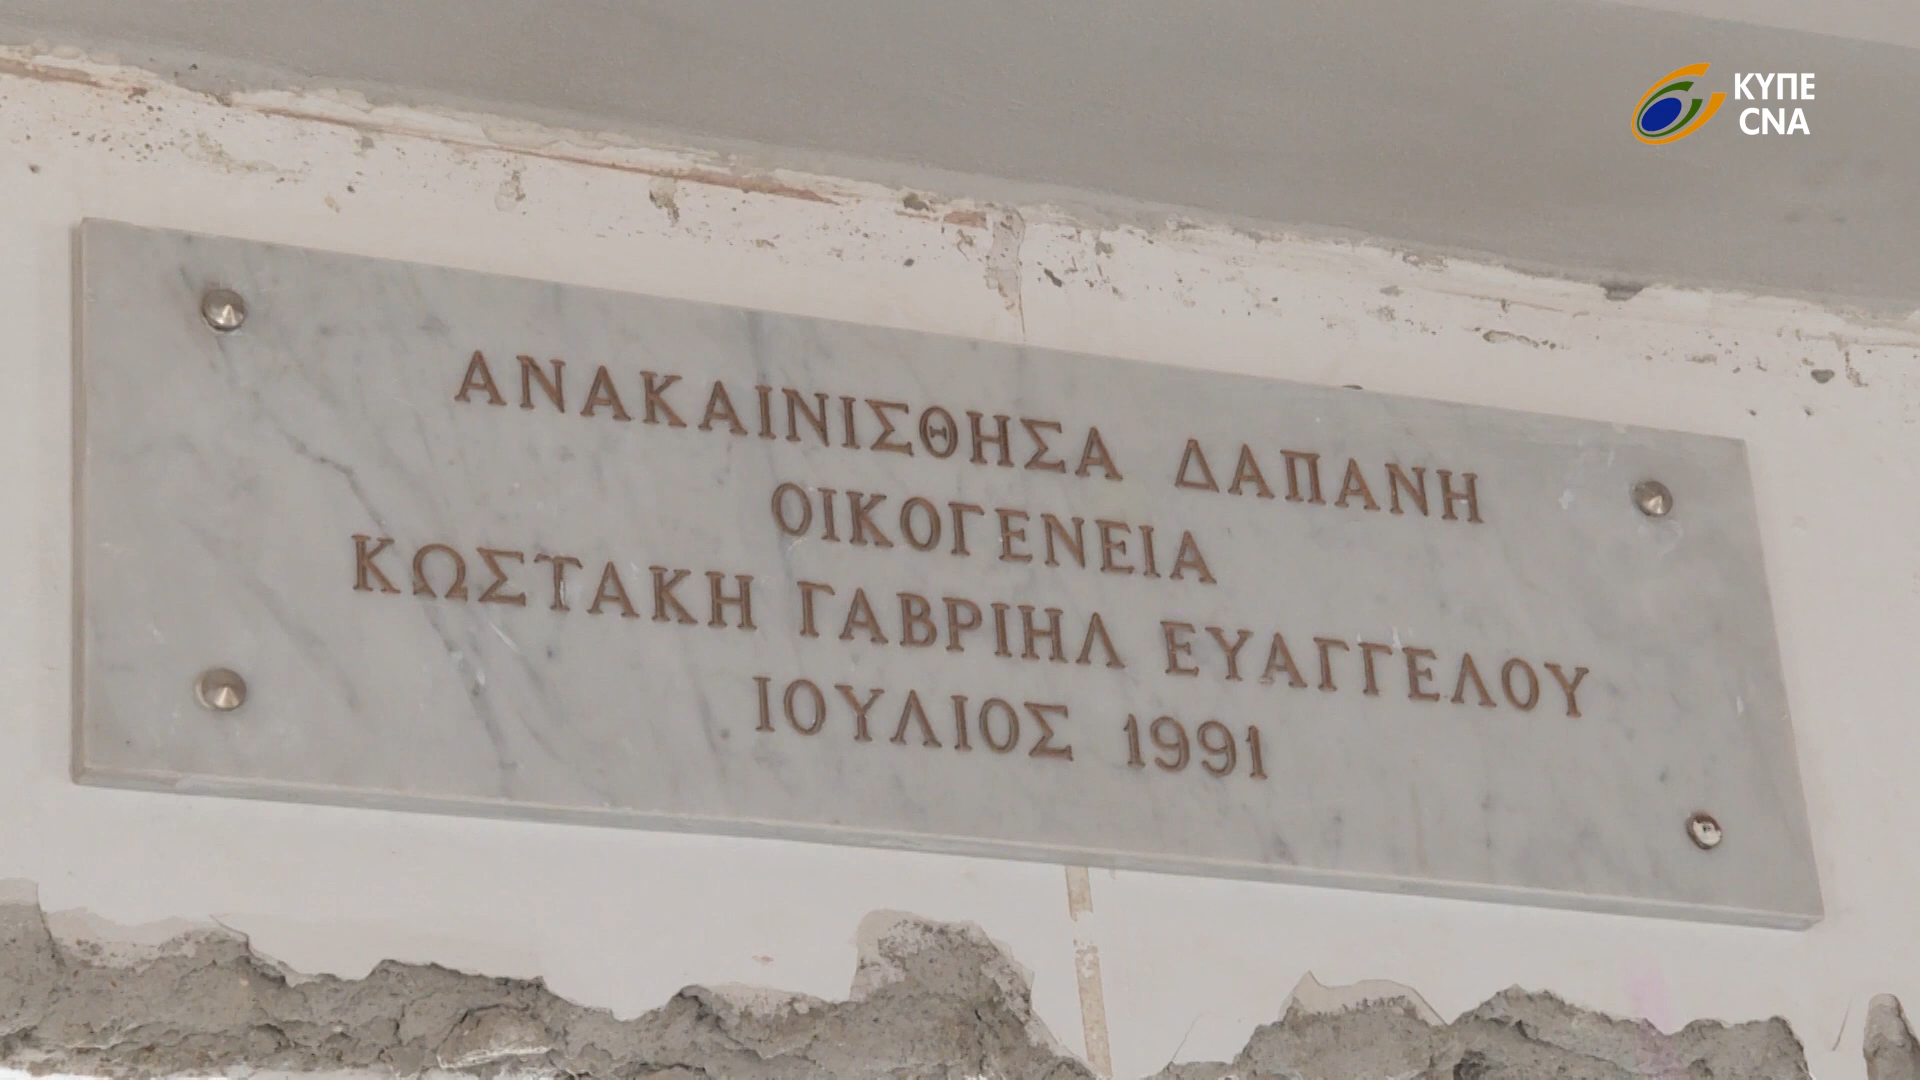 ΚΥΠΕ
CNA
ΑΝΑΚΑΙΝΙΣΘΗΣΑ ΔΑΠΑΝΗ
ΟΙΚΟΓΕΝΕΙΑ
ΚΩΣΤΑΚΗ ΓΑΒΡΙΗΛ ΕΥΑΓΓΕΛΟΥ
ΙΟΥΛΙΟΣ 1991